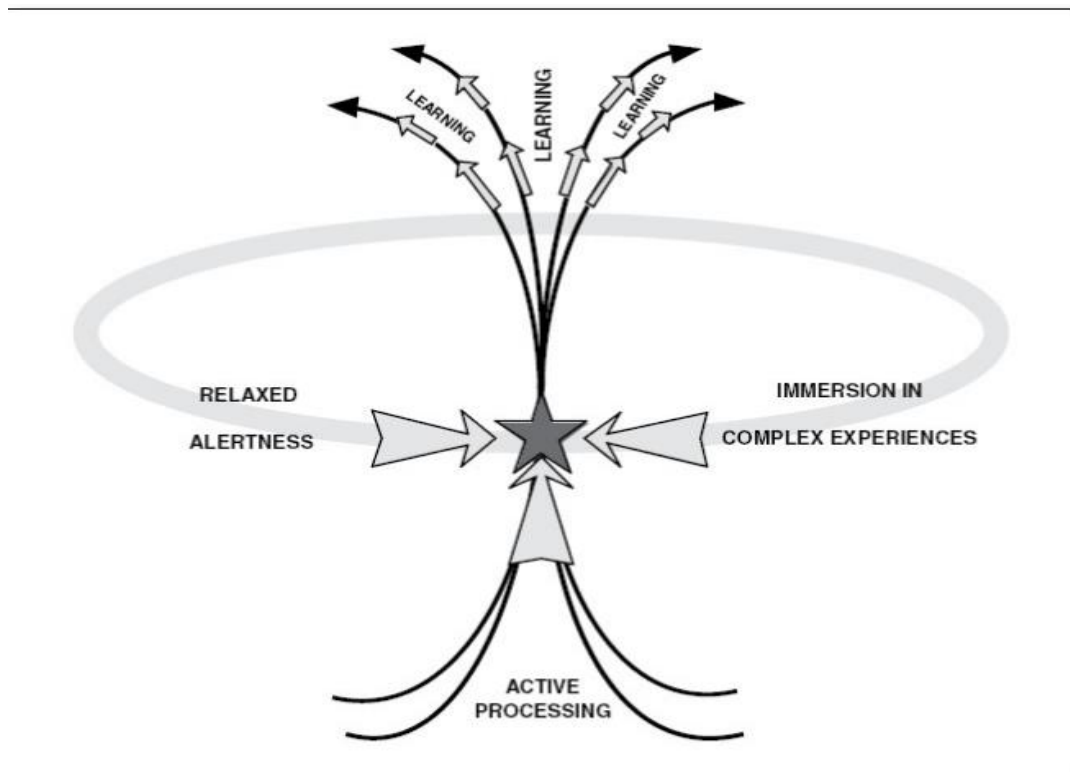 LEARNING
LEARNING
LEARNING
RELAXED
ALERTNESS
IMMERSION IN
COMPLEX EXPERIENCES
ACTIVE
PROCESSING